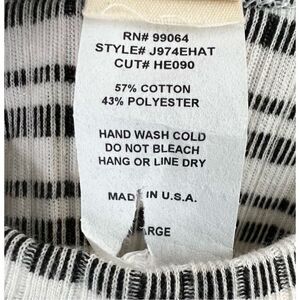 RN# 99064
STYLE# J974EHAT
CUT# HE090
57% COTTON
43% POLYESTER
HAND WASH COLD
DO NOT BLEACH
HANG OR LINE DRY
MADE IN U.S.A.